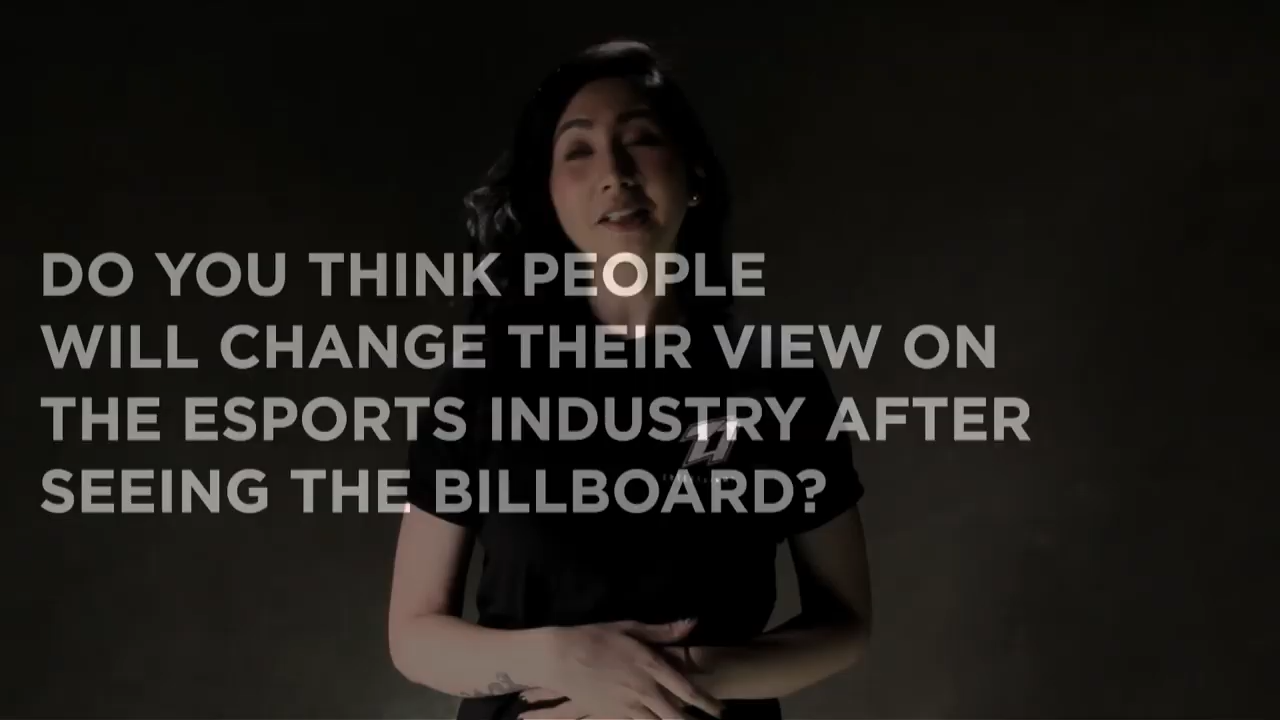 DO YOU THINK PEOPLE
WILL CHANGE THEIR VIEW ON
THE ESPORTS INDUSTRY AFTER
SEEING THE BILLBOARD?